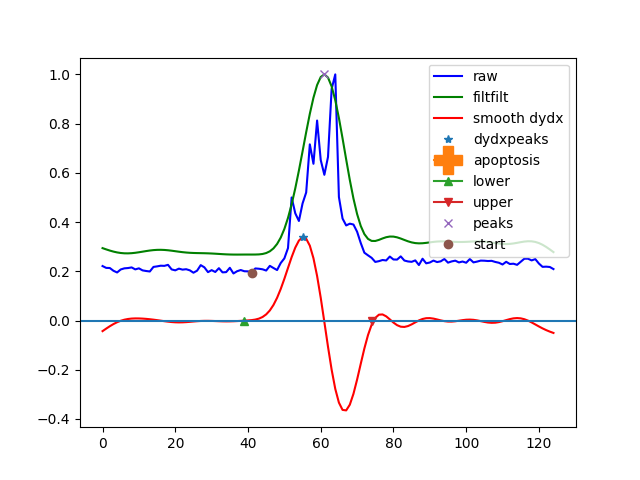 1.0
0.8
0.6
0.4
0.2
0.0
−0.2
−0.4
0
20
40
60
80
100
120
raw
filtfilt
smooth dydx
dydxpeaks
apoptosis
lower
upper
peaks
start